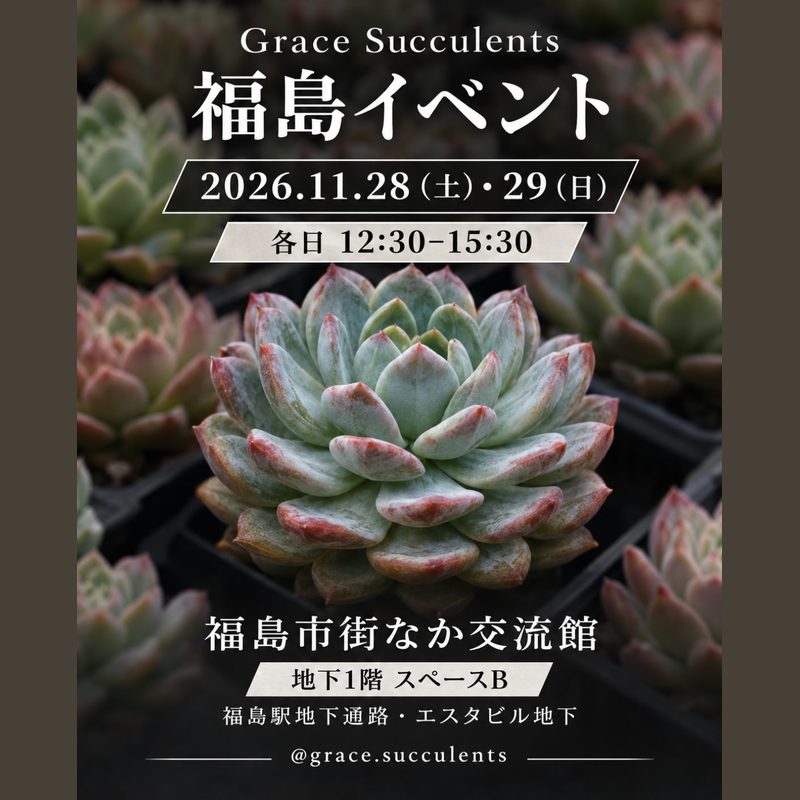 Grace Succulents
福島イベント
2026.11.28(土)・29(日)
各日 12:30-15:30
福島市街なか交流館
地下1階 スペースB
福島駅地下通路・エスタビル地下
@grace.succulents